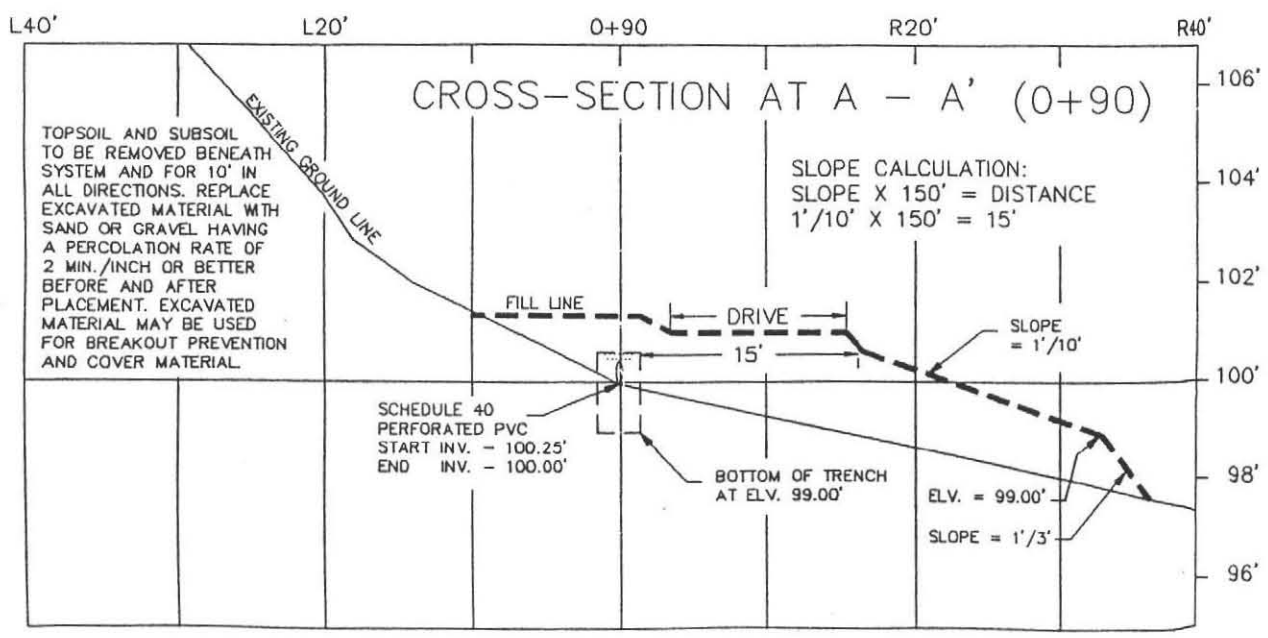 L40'
L20'
0+90
R20'
R40'
CROSS-SECTION AT A - A' (0+90)
106'
104'
102'
100'
98'
96'
EXISTING GROUND LINE
TOPSOIL AND SUBSOIL
TO BE REMOVED BENEATH
SYSTEM AND FOR 10' IN
ALL DIRECTIONS. REPLACE
EXCAVATED MATERIAL WITH
SAND OR GRAVEL HAVING
A PERCOLATION RATE OF
2 MIN./INCH OR BETTER
BEFORE AND AFTER
PLACEMENT. EXCAVATED
MATERIAL MAY BE USED
FOR BREAKOUT PREVENTION
AND COVER MATERIAL
SLOPE CALCULATION:
SLOPE X 150' = DISTANCE
1'/10' X 150' = 15'
FILL LINE
DRIVE
15'
SLOPE
= 1'/10'
SCHEDULE 40
PERFORATED PVC
START INV. - 100.25'
END INV. - 100.00'
BOTTOM OF TRENCH
AT ELV. 99.00'
ELV. = 99.00'
SLOPE = 1'/3'